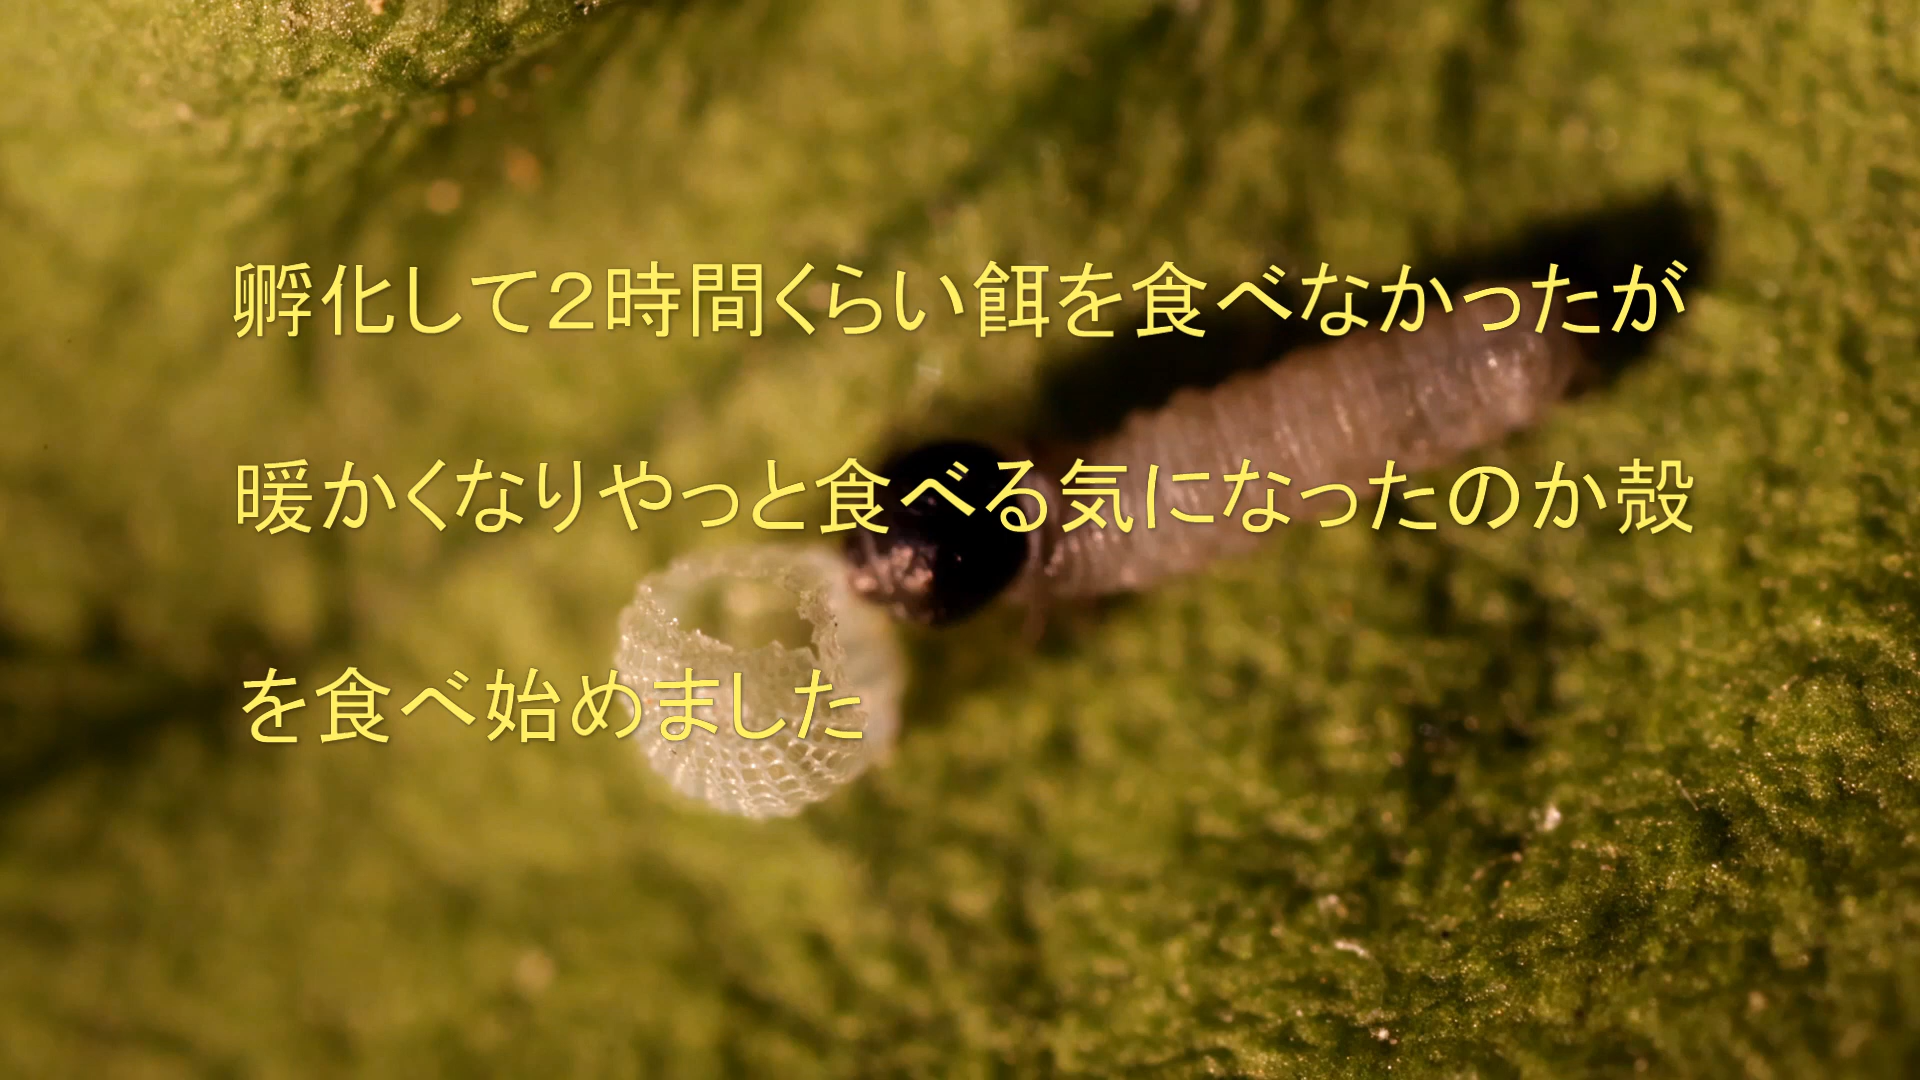 孵化して２時間くらい餌を食べなかったが
暖かくなりやっと食べる気になったのか殻
を食べ始めました